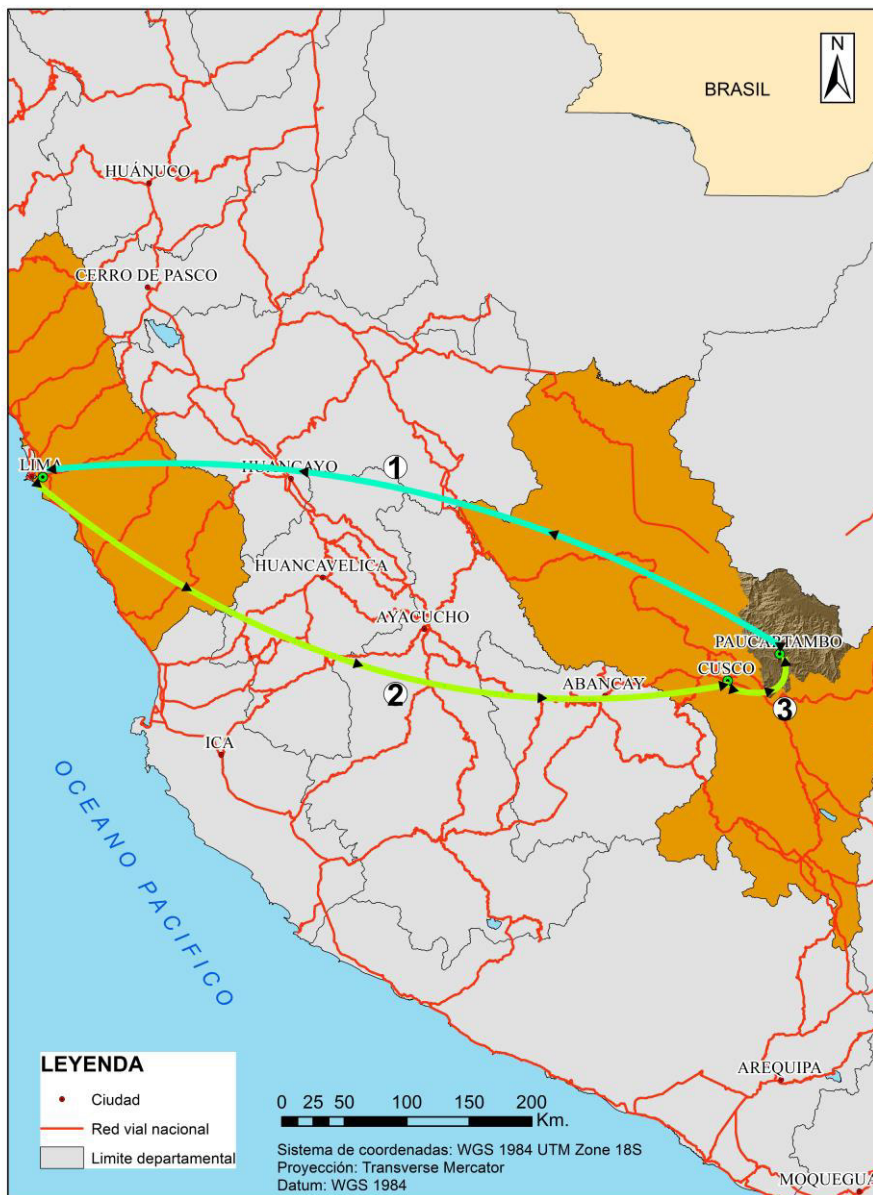 N
BRASIL
HUÁNUCO
CERRO DE PASCO
LIMA
HUANCAYO
1
HUANCAVELICA
AYACUCHO
PAUCARTAMBO
CUSCO
ABANCAY
2
3
ICA
OCEANO PACIFICO
AREQUIPA
MOQUEGUA
LEYENDA
Ciudad
Red vial nacional
Limite departamental
0 25 50 100 150 200
Km.
Sistema de coordenadas: WGS 1984 UTM Zone 18S
Proyección: Transverse Mercator
Datum: WGS 1984